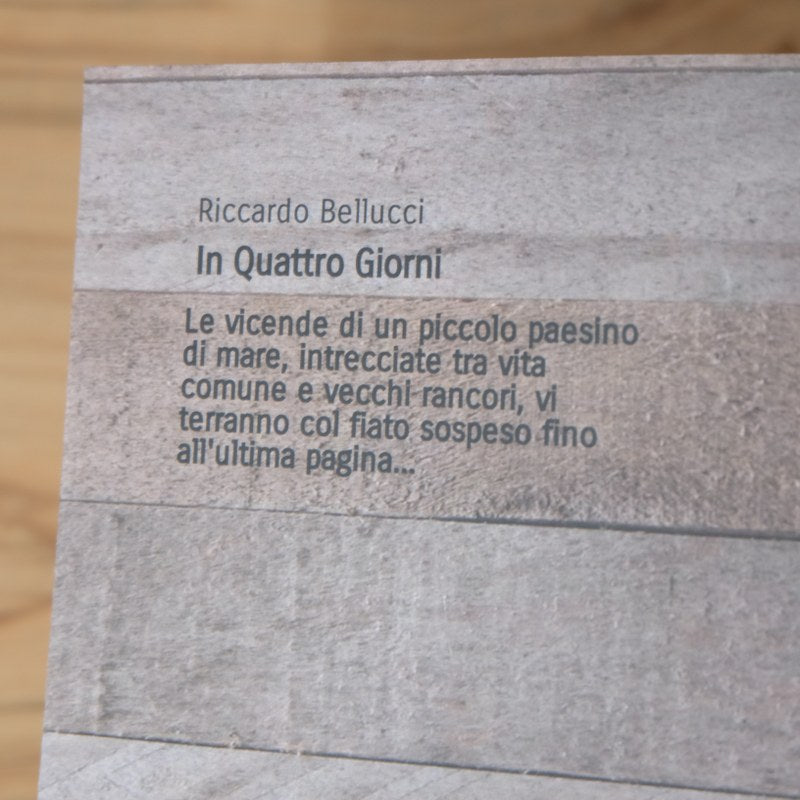 Riccardo Bellucci
In Quattro Giorni
Le vicende di un piccolo paesino
di mare, intrecciate tra vita
comune e vecchi rancori, vi
terranno col fiato sospeso fino
all'ultima pagina...